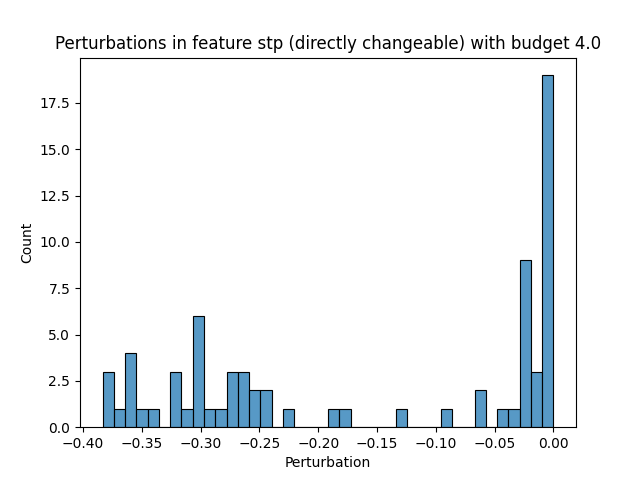 Perturbations in feature stp (directly changeable) with budget 4.0
17.5
15.0
12.5
10.0
7.5
5.0
2.5
0.0
Count
−0.40 −0.35 −0.30 −0.25 −0.20 −0.15 −0.10 −0.05 0.00
Perturbation